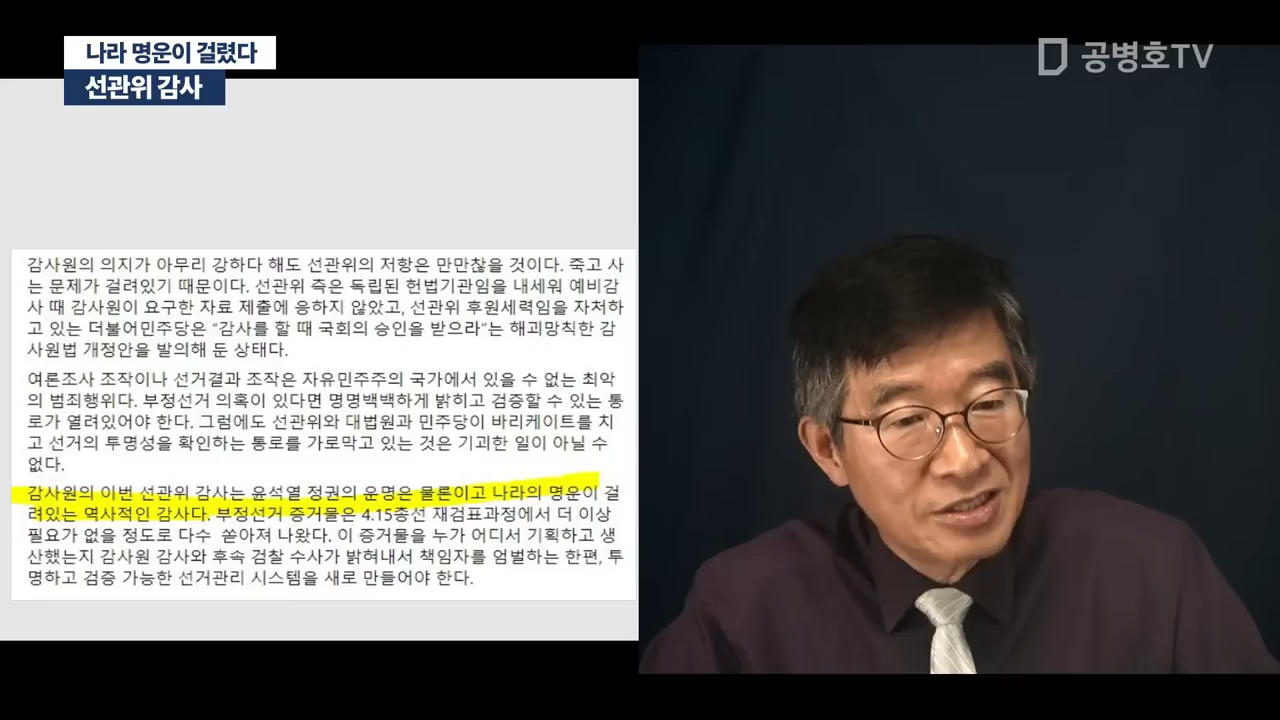 나라 명운이 걸렸다
선관위 감사
공병호TV
감사원의 의지가 아무리 강하다 해도 선관위의 저항은 만만찮을 것이다. 죽고 사
는 문제가 걸려있기 때문이다. 선관위 측은 독립된 헌법기관임을 내세워 예비감
사 때 감사원이 요구한 자료 제출에 응하지 않았고, 선관위 후원세력임을 자처하
고 있는 더불어민주당은 “감사를 할 때 국회의 승인을 받으라”는 해괴망칙한 감
사원법 개정안을 발의해 둔 상태다.
여론조사 조작이나 선거결과 조작은 자유민주주의 국가에서 있을 수 없는 최악
의 범죄행위다. 부정선거 의혹이 있다면 명명백백하게 밝히고 검증할 수 있는 통
로가 열려있어야 한다. 그럼에도 선관위와 대법원과 민주당이 바리케이트를 치
고 선거의 투명성을 확인하는 통로를 가로막고 있는 것은 기괴한 일이 아닐 수
없다.
감사원의 이번 선관위 감사는 윤석열 정권의 운명은 물론이고 나라의 명운이 걸
려있는 역사적인 감사다. 부정선거 증거물은 4.15총선 재검표과정에서 더 이상
필요가 없을 정도로 다수 쏟아져 나왔다. 이 증거물을 누가 어디서 기획하고 생
산했는지 감사원 감사와 후속 검찰 수사가 밝혀내서 책임자를 엄벌하는 한편, 투
명하고 검증 가능한 선거관리 시스템을 새로 만들어야 한다.